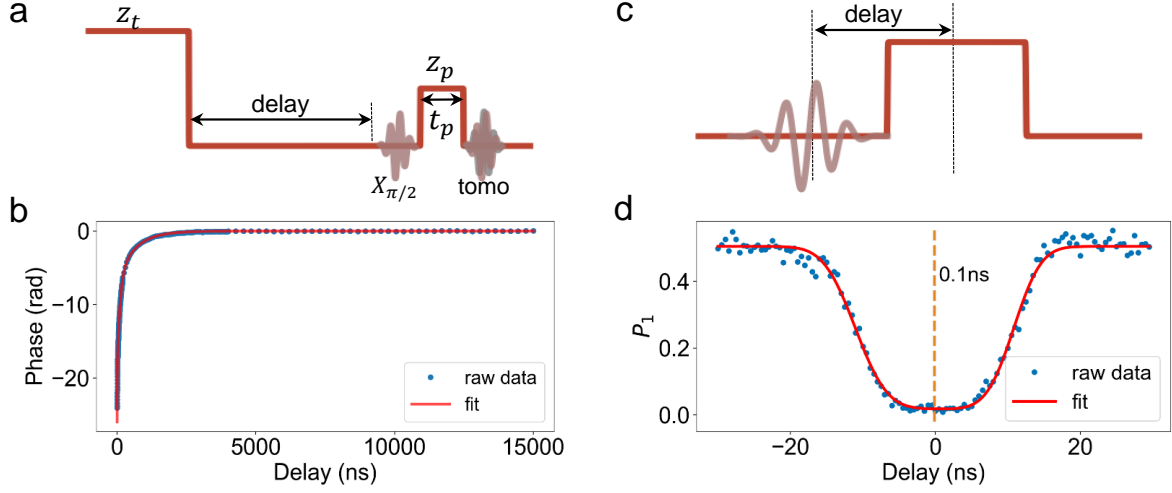 a
z_t
delay
z_p
t_p
X_{π/2}
tomo
b
0
−10
−20
Phase (rad)
raw data
fit
0
5000
10000
15000
Delay (ns)
c
delay
d
0.4
0.2
0.0
P_1
0.1ns
raw data
fit
−20
0
20
Delay (ns)